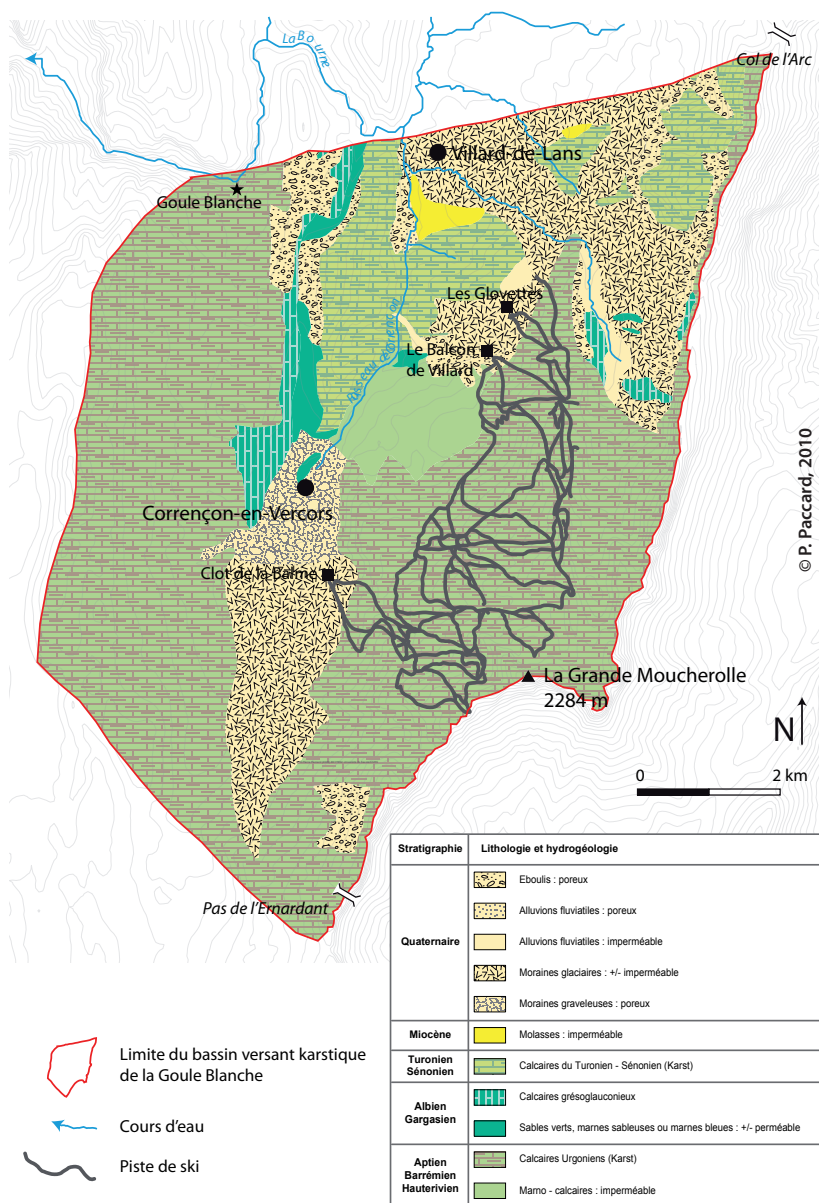 La Bourne
Col de l'Arc
Villard-de-Lans
Goule Blanche
Les Glovettes
Le Balcon
de Villard
Corrençon-en-Vercors
Clot de la Balme
La Grande Moucherolle
2284 m
© P. Paccard, 2010
N
0 2 km
Pas de l'Ernardant
Stratigraphie Lithologie et hydrogéologie
Quaternaire
Eboulis : poreux
Alluvions fluviatiles : poreux
Alluvions fluviatiles : imperméable
Moraines glaciaires : +/- imperméable
Moraines graveleuses : poreux
Miocène Molasses : imperméable
Turonien
Sénonien
Calcaires du Turonien - Sénonien (Karst)
Albien
Gargasien
Calcaires grésoglauconieux
Sables verts, marnes sableuses ou marnes bleues : +/- perméable
Aptien
Barrémien
Hauterivien
Calcaires Urgoniens (Karst)
Marno - calcaires : imperméable
Limite du bassin versant karstique
de la Goule Blanche
Cours d'eau
Piste de ski